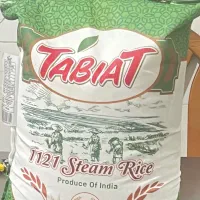 TABIAT
1121 Steam Rice
Produce Of India